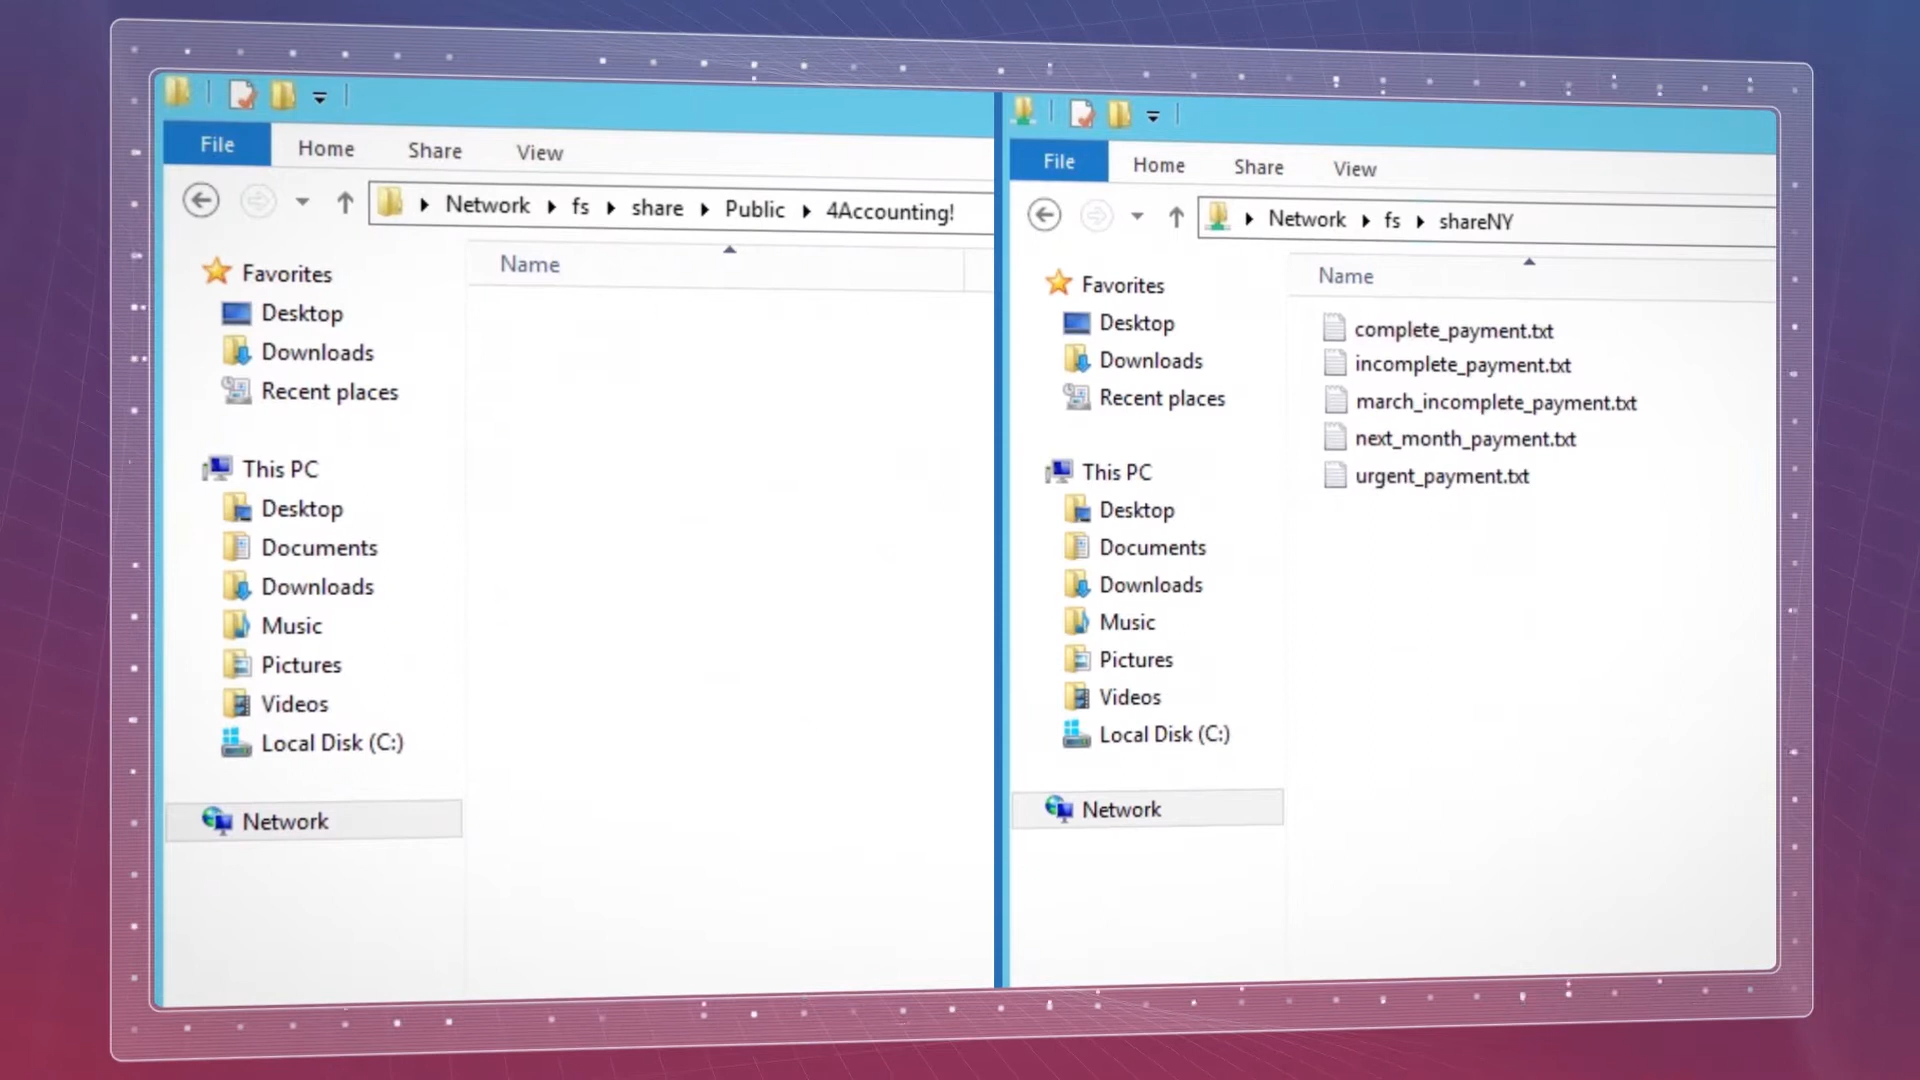 File Home Share View
Network fs share Public 4Accounting!
Name
Favorites
Desktop
Downloads
Recent places
This PC
Desktop
Documents
Downloads
Music
Pictures
Videos
Local Disk (C:)
Network
File Home Share View
Network fs shareNY
Name
complete_payment.txt
incomplete_payment.txt
march_incomplete_payment.txt
next_month_payment.txt
urgent_payment.txt
Favorites
Desktop
Downloads
Recent places
This PC
Desktop
Documents
Downloads
Music
Pictures
Videos
Local Disk (C:)
Network